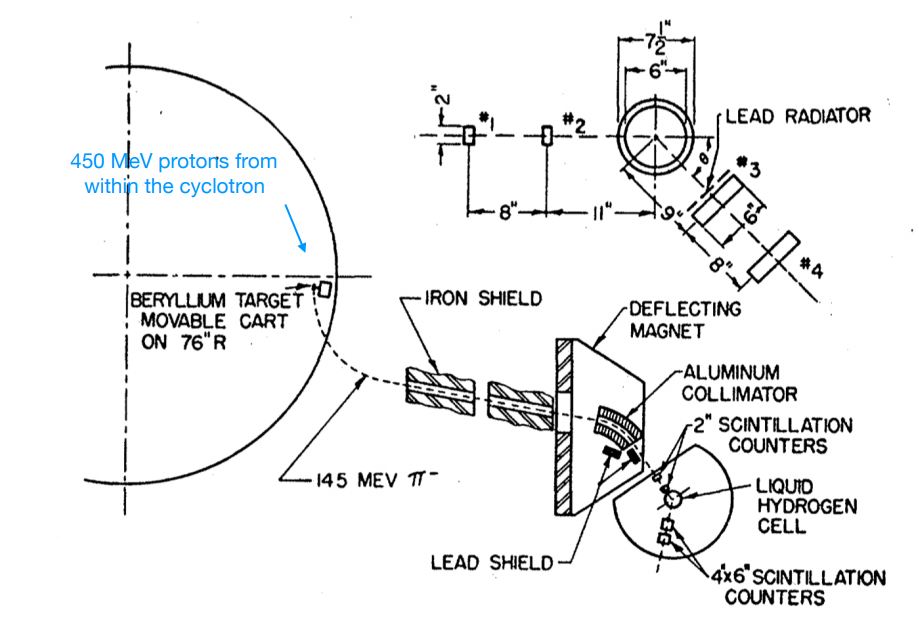 7 1/2"
6"
2"
#1
#2
LEAD RADIATOR
θ
#3
9"
6"
8"
11"
8"
#4
450 MeV protons from
within the cyclotron
BERYLLIUM TARGET
MOVABLE CART
ON 76"R
IRON SHIELD
DEFLECTING
MAGNET
ALUMINUM
COLLIMATOR
2" SCINTILLATION
COUNTERS
145 MEV π-
LIQUID
HYDROGEN
CELL
LEAD SHIELD
4"x6" SCINTILLATION
COUNTERS